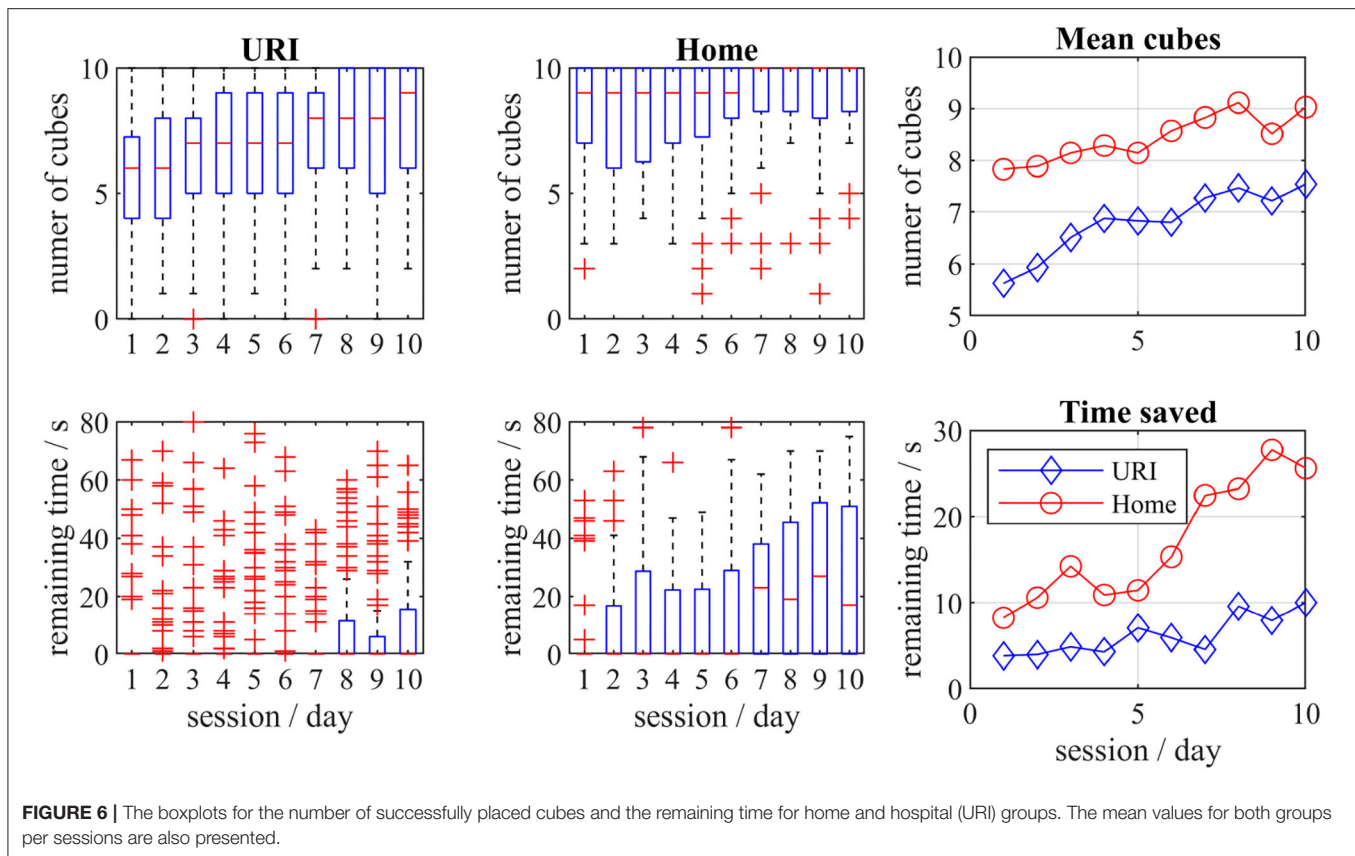 URI
numer of cubes
10
5
0
1 2 3 4 5 6 7 8 9 10
Home
numer of cubes
10
5
0
1 2 3 4 5 6 7 8 9 10
Mean cubes
numer of cubes
10
9
8
7
6
5
0 5 10
remaining time / s
80
60
40
20
0
1 2 3 4 5 6 7 8 9 10
session / day
remaining time / s
80
60
40
20
0
1 2 3 4 5 6 7 8 9 10
session / day
Time saved
remaining time / s
30
20
10
0
URI
Home
0 5 10
session / day
FIGURE 6 | The boxplots for the number of successfully placed cubes and the remaining time for home and hospital (URI) groups. The mean values for both groups
per sessions are also presented.